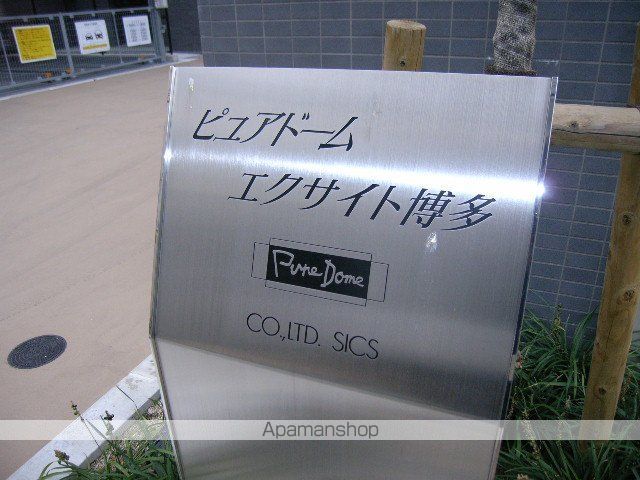 ピュアドーム
エクサイト博多
Pure Dome
CO.,LTD. SICS
Apamanshop